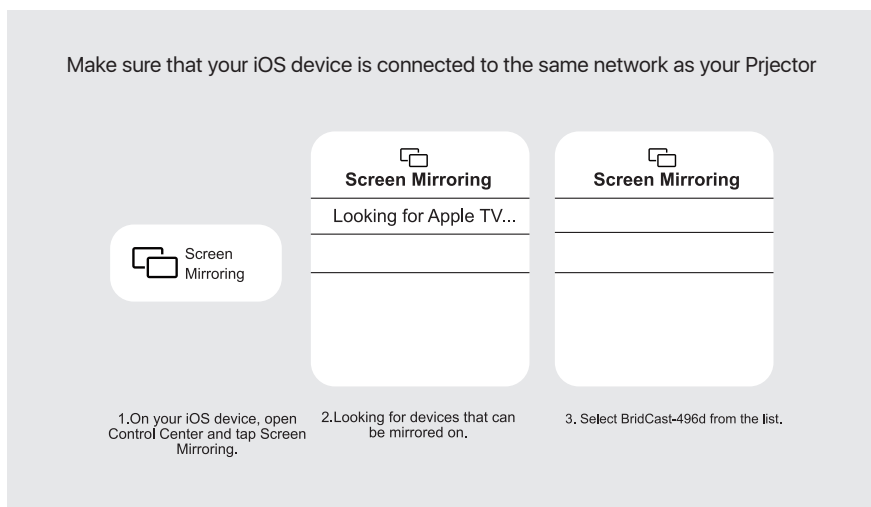 Make sure that your iOS device is connected to the same network as your Prjector
Screen
Mirroring
Screen Mirroring
Looking for Apple TV...
Screen Mirroring
1.On your iOS device, open
Control Center and tap Screen
Mirroring.
2.Looking for devices that can
be mirrored on.
3. Select BridCast-496d from the list.